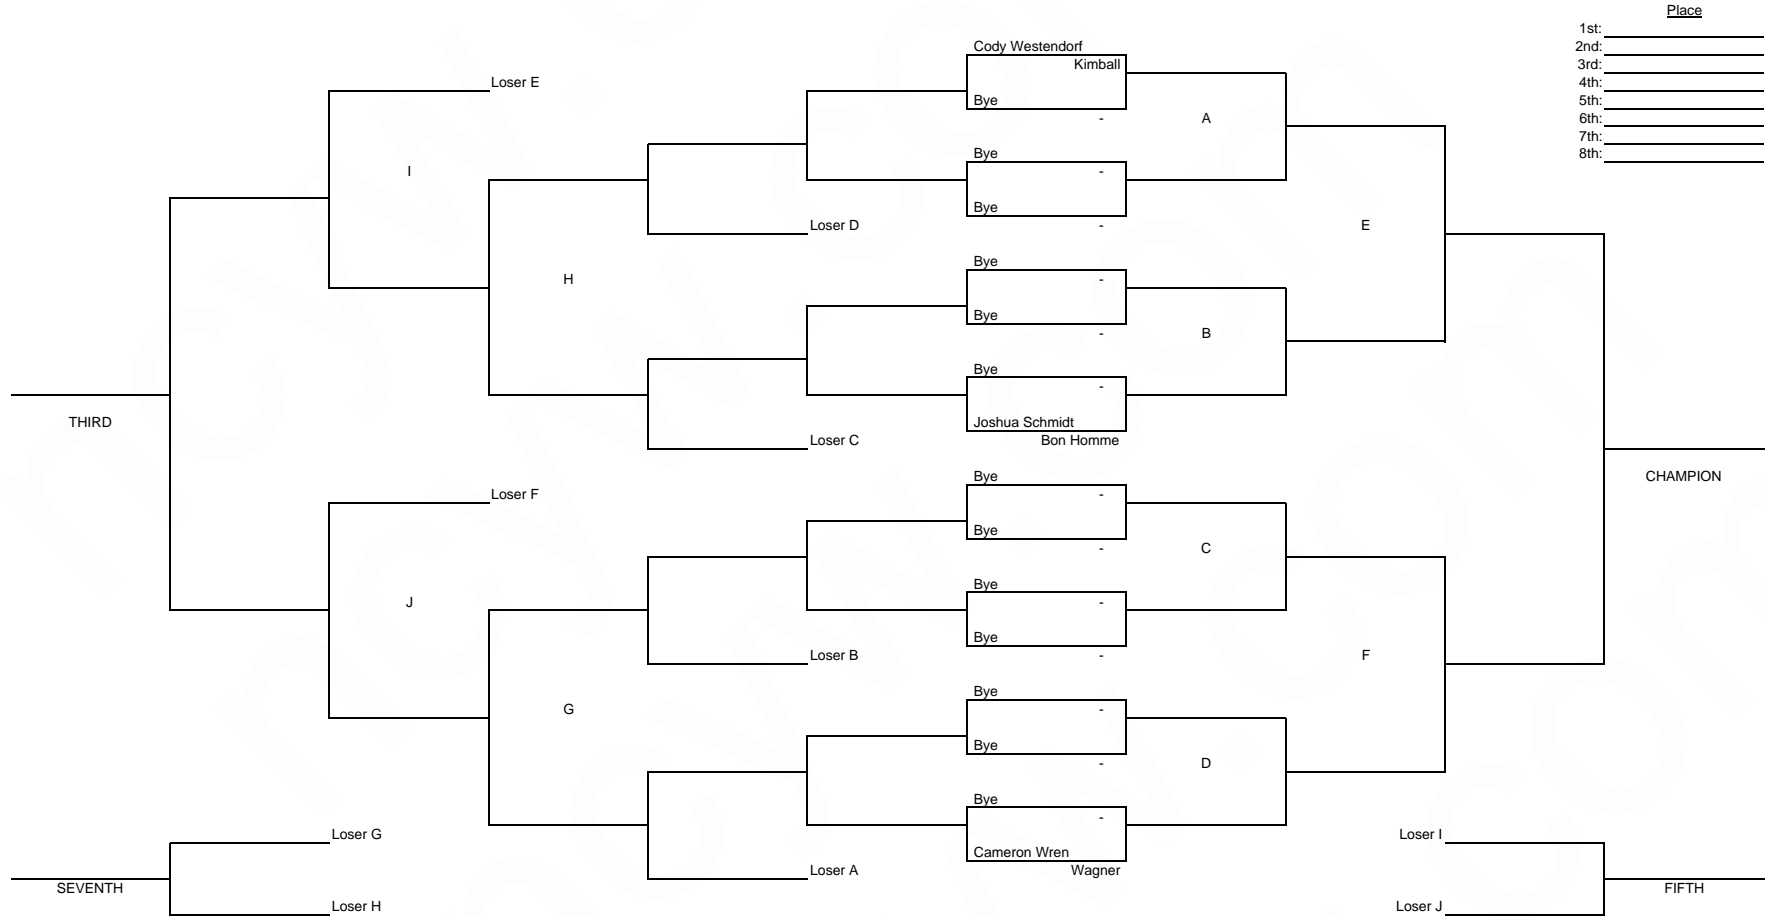 Place
1st:
2nd:
3rd:
4th:
5th:
6th:
7th:
8th:
Cody Westendorf
Kimball
Loser E
Bye
-
A
Bye
-
I
Bye
-
Loser D
E
Bye
-
H
Bye
-
B
Bye
-
THIRD
Joshua Schmidt
Bon Homme
Loser C
Bye
-
CHAMPION
Loser F
Bye
-
C
Bye
-
J
Bye
-
Loser B
F
Bye
-
G
Bye
-
D
Bye
-
Loser G
Loser I
Cameron Wren
Wagner
Loser A
SEVENTH
FIFTH
Loser H
Loser J